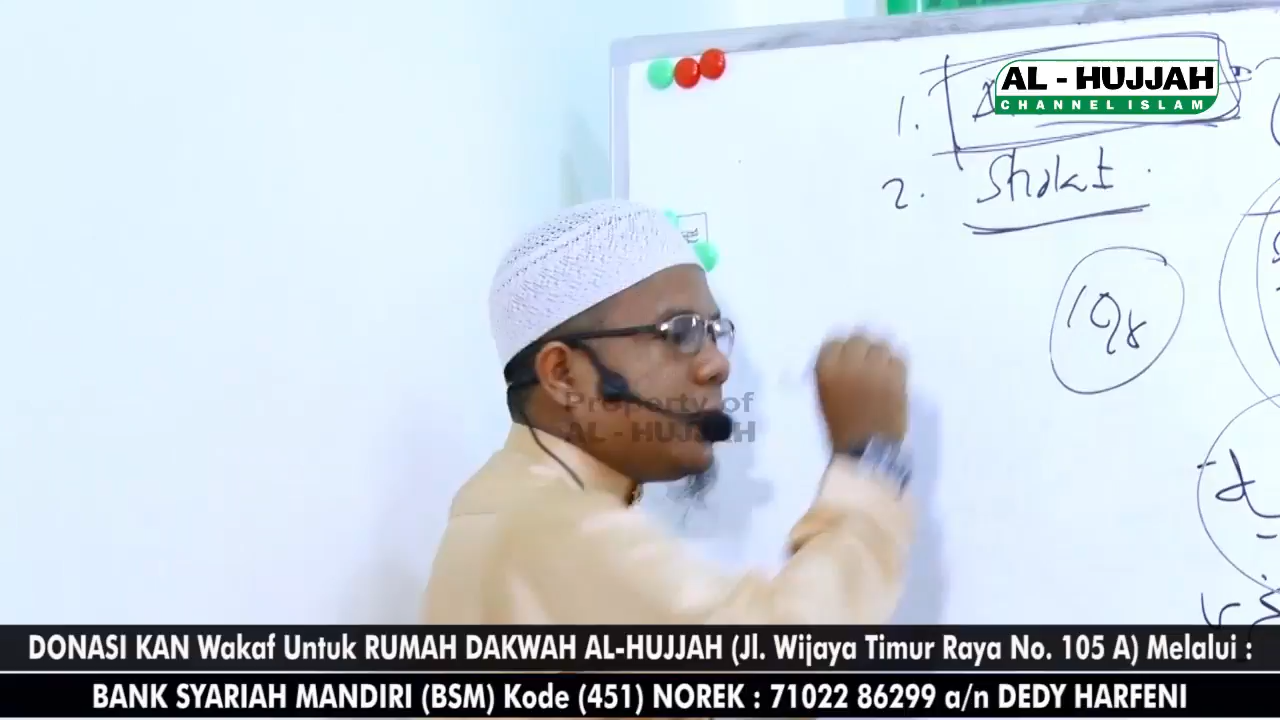 AL - HUJJAH
CHANNEL ISLAM
1.
2. Sholat
Property of
AL - HUJJAH
DONASI KAN Wakaf Untuk RUMAH DAKWAH AL-HUJJAH (Jl. Wijaya Timur Raya No. 105 A) Melalui :
BANK SYARIAH MANDIRI (BSM) Kode (451) NOREK : 71022 86299 a/n DEDY HARFENI